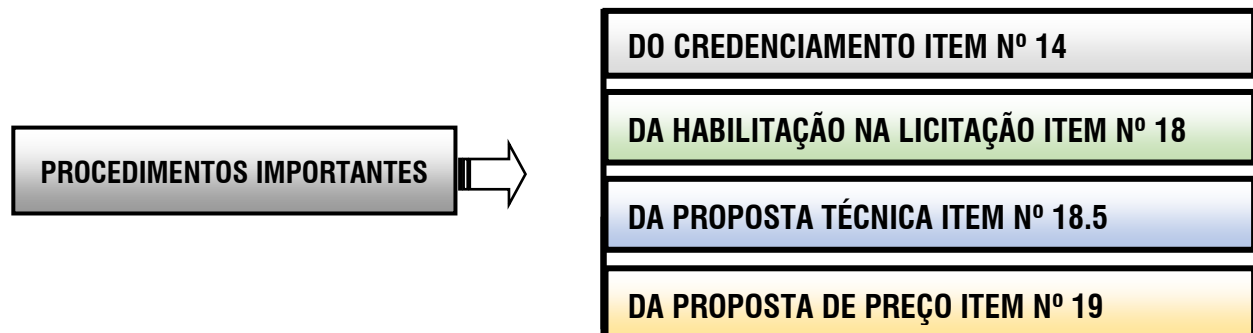 PROCEDIMENTOS IMPORTANTES
DO CREDENCIAMENTO ITEM Nº 14
DA HABILITAÇÃO NA LICITAÇÃO ITEM Nº 18
DA PROPOSTA TÉCNICA ITEM Nº 18.5
DA PROPOSTA DE PREÇO ITEM Nº 19